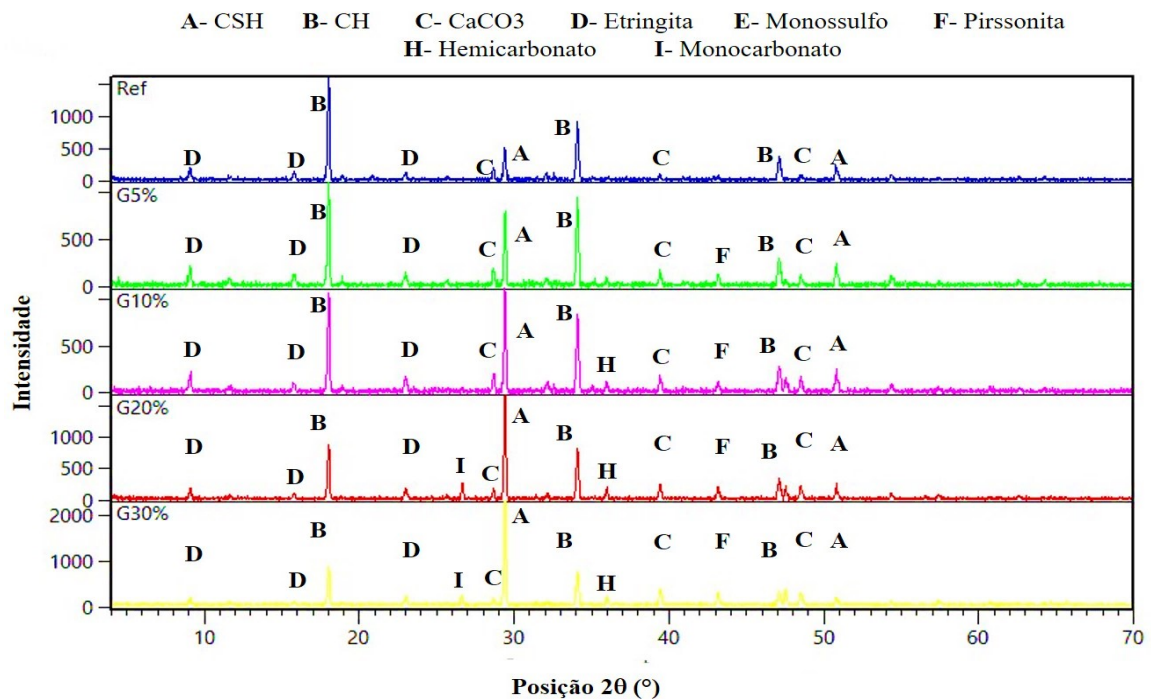 A- CSH B- CH C- CaCO3 D- Etringita E- Monossulfo F- Pirssonita
H- Hemicarbonato I- Monocarbonato
Ref
1000
500
0
B
D
D
D
C
A
B
C
B
C
A
G5%
500
0
B
D
D
D
C
A
B
C
F
B
C
A
G10%
500
0
B
D
D
D
C
A
B
H
C
F
B
C
A
G20%
1000
500
0
B
D
D
D
I
C
A
B
H
C
F
B
C
A
G30%
2000
1000
0
B
D
D
D
I
C
A
B
H
C
F
B
C
A
Intensidade
10 20 30 40 50 60 70
Posição 2θ (°)